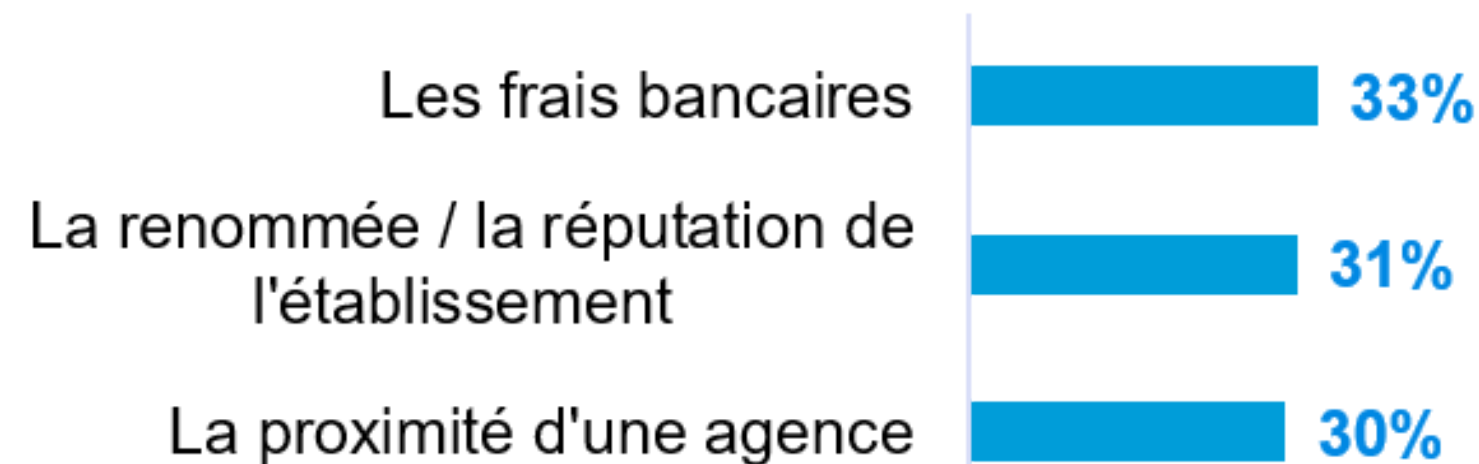 Les frais bancaires 33%
La renommée / la réputation de
l'établissement 31%
La proximité d'une agence 30%